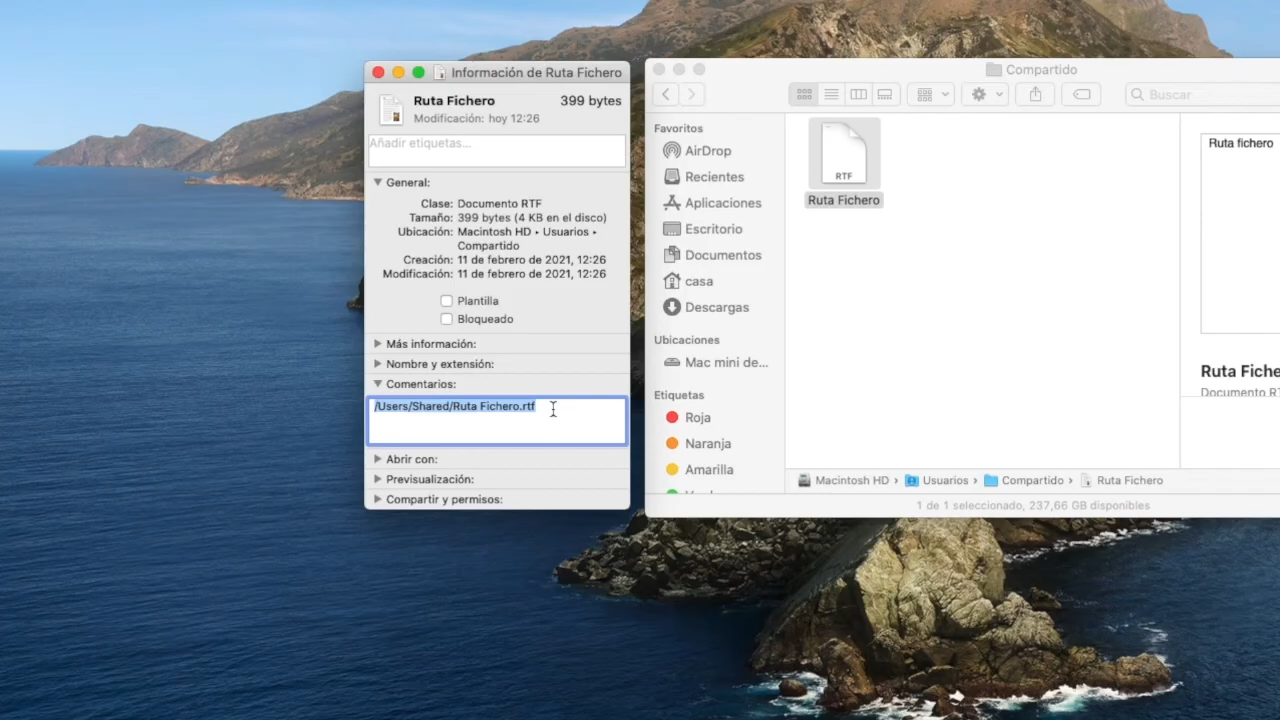 Información de Ruta Fichero
Ruta Fichero 399 bytes
Modificación: hoy 12:26
Añadir etiquetas...
General:
Clase: Documento RTF
Tamaño: 399 bytes (4 KB en el disco)
Ubicación: Macintosh HD • Usuarios •
Compartido
Creación: 11 de febrero de 2021, 12:26
Modificación: 11 de febrero de 2021, 12:26
Plantilla
Bloqueado
Más información:
Nombre y extensión:
Comentarios:
/Users/Shared/Ruta Fichero.rtf
Abrir con:
Previsualización:
Compartir y permisos:
Compartido
Buscar
Favoritos
AirDrop
Recientes
Aplicaciones
Escritorio
Documentos
casa
Descargas
Ubicaciones
Mac mini de...
Etiquetas
Roja
Naranja
Amarilla
RTF
Ruta Fichero
Ruta fichero
Ruta Fiche
Documento RT
Macintosh HD › Usuarios › Compartido › Ruta Fichero
1 de 1 seleccionado, 237,66 GB disponibles